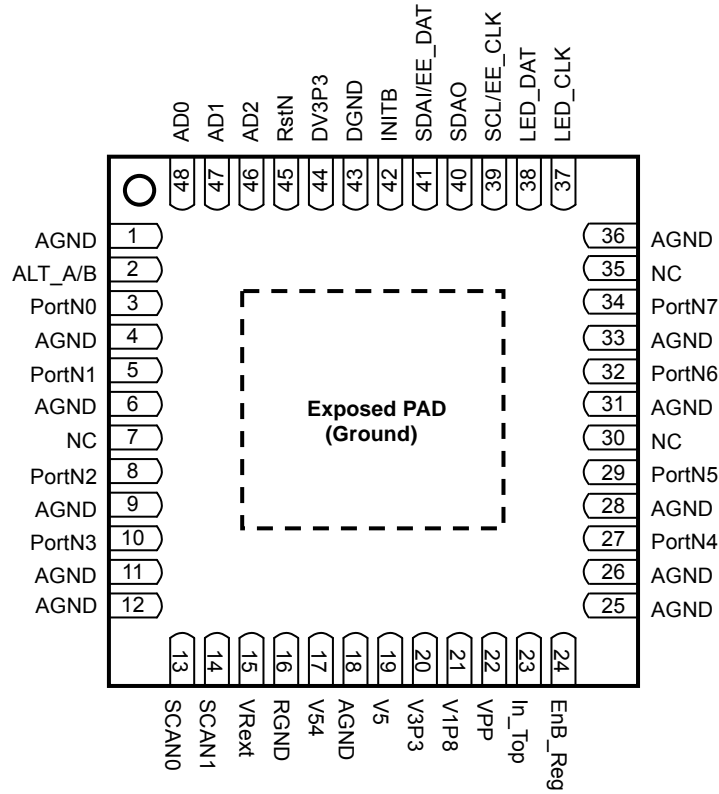 AD0
AD1
AD2
RstN
DV3P3
DGND
INITB
SDAI/EE_DAT
SDAO
SCL/EE_CLK
LED_DAT
LED_CLK
48
47
46
45
44
43
42
41
40
39
38
37
AGND 1
ALT_A/B 2
PortN0 3
AGND 4
PortN1 5
AGND 6
NC 7
PortN2 8
AGND 9
PortN3 10
AGND 11
AGND 12
Exposed PAD
(Ground)
36 AGND
35 NC
34 PortN7
33 AGND
32 PortN6
31 AGND
30 NC
29 PortN5
28 AGND
27 PortN4
26 AGND
25 AGND
13
14
15
16
17
18
19
20
21
22
23
24
SCAN0
SCAN1
VRext
RGND
V54
AGND
V5
V3P3
V1P8
VPP
In_Top
EnB_Reg